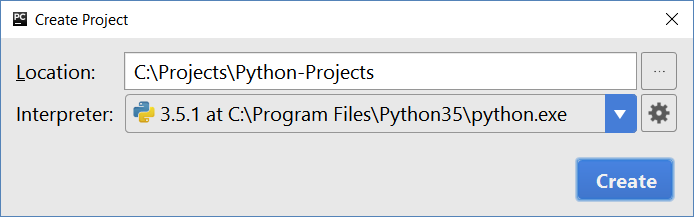 PC Create Project
Location: C:\Projects\Python-Projects ...
Interpreter: 3.5.1 at C:\Program Files\Python35\python.exe
Create